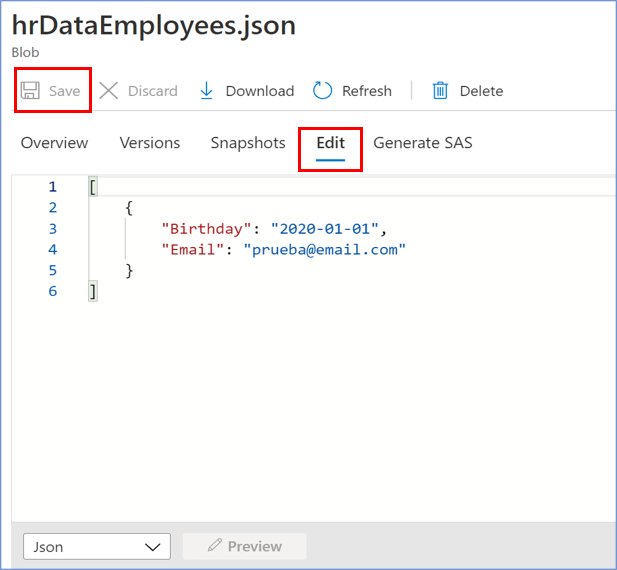 hrDataEmployees.json
Blob
Save Discard Download Refresh Delete
Overview Versions Snapshots Edit Generate SAS
1 [
2 {
3 "Birthday": "2020-01-01",
4 "Email": "prueba@email.com"
5 }
6 ]
Json Preview